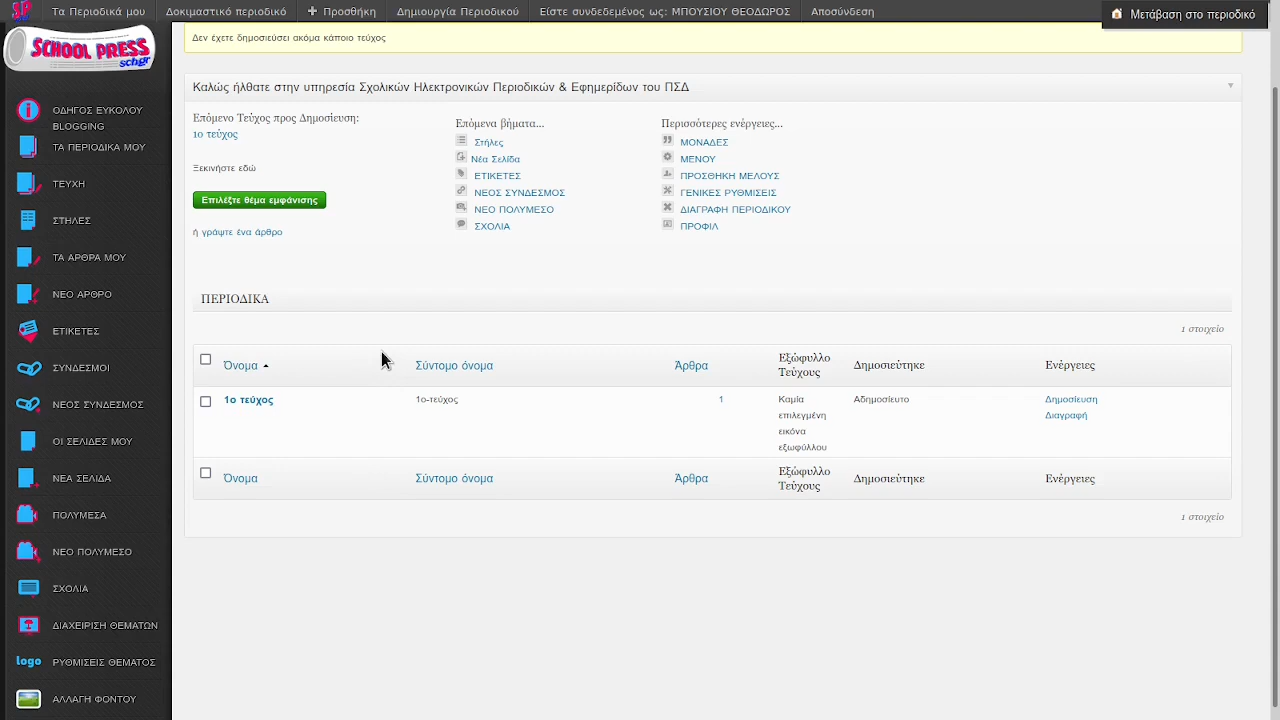 Τα Περιοδικά μου
Δοκιμαστικό περιοδικό
+ Προσθήκη
Δημιουργία Περιοδικού
Είστε συνδεδεμένος ως: ΜΠΟΥΣΙΟΥ ΘΕΟΔΩΡΟΣ
Αποσύνδεση
Μετάβαση στο περιοδικό
SCHOOL PRESS
schgr
ΟΔΗΓΟΣ ΕΥΚΟΛΟΥ
BLOGGING
ΤΑ ΠΕΡΙΟΔΙΚΑ ΜΟΥ
ΤΕΥΧΗ
ΣΤΗΛΕΣ
ΤΑ ΑΡΘΡΑ ΜΟΥ
ΝΕΟ ΑΡΘΡΟ
ΕΤΙΚΕΤΕΣ
ΣΥΝΔΕΣΜΟΙ
ΝΕΟΣ ΣΥΝΔΕΣΜΟΣ
ΟΙ ΣΕΛΙΔΕΣ ΜΟΥ
ΝΕΑ ΣΕΛΙΔΑ
ΠΟΛΥΜΕΣΑ
ΝΕΟ ΠΟΛΥΜΕΣΟ
ΣΧΟΛΙΑ
ΔΙΑΧΕΙΡΙΣΗ ΘΕΜΑΤΩΝ
logo ΡΥΘΜΙΣΕΙΣ ΘΕΜΑΤΟΣ
ΑΛΛΑΓΗ ΦΟΝΤΟΥ
Δεν έχετε δημοσιεύσει ακόμα κάποιο τεύχος
Καλώς ήλθατε στην υπηρεσία Σχολικών Ηλεκτρονικών Περιοδικών & Εφημερίδων του ΠΣΔ
Επόμενο Τεύχος προς Δημοσίευση:
1ο τεύχος
Ξεκινήστε εδώ
Επιλέξτε θέμα εμφάνισης
ή γράψτε ένα άρθρο
Επόμενα βήματα...
Στήλες
Νέα Σελίδα
ΕΤΙΚΕΤΕΣ
ΝΕΟΣ ΣΥΝΔΕΣΜΟΣ
ΝΕΟ ΠΟΛΥΜΕΣΟ
ΣΧΟΛΙΑ
Περισσότερες ενέργειες...
ΜΟΝΑΔΕΣ
ΜΕΝΟΥ
ΠΡΟΣΘΗΚΗ ΜΕΛΟΥΣ
ΓΕΝΙΚΕΣ ΡΥΘΜΙΣΕΙΣ
ΔΙΑΓΡΑΦΗ ΠΕΡΙΟΔΙΚΟΥ
ΠΡΟΦΙΛ
ΠΕΡΙΟΔΙΚΑ
1 στοιχείο
Όνομα
Σύντομο όνομα
Άρθρα
Εξώφυλλο
Τεύχους
Δημοσιεύτηκε
Ενέργειες
1ο τεύχος
1ο-τεύχος
1
Καμία
επιλεγμένη
εικόνα
εξωφύλλου
Αδημοσίευτο
Δημοσίευση
Διαγραφή
Όνομα
Σύντομο όνομα
Άρθρα
Εξώφυλλο
Τεύχους
Δημοσιεύτηκε
Ενέργειες
1 στοιχείο